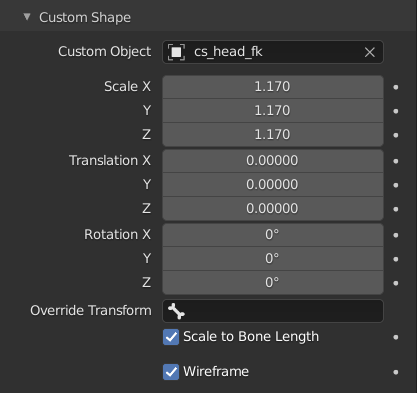 Custom Shape
Custom Object cs_head_fk
Scale X 1.170
Y 1.170
Z 1.170
Translation X 0.00000
Y 0.00000
Z 0.00000
Rotation X 0°
Y 0°
Z 0°
Override Transform
Scale to Bone Length
Wireframe